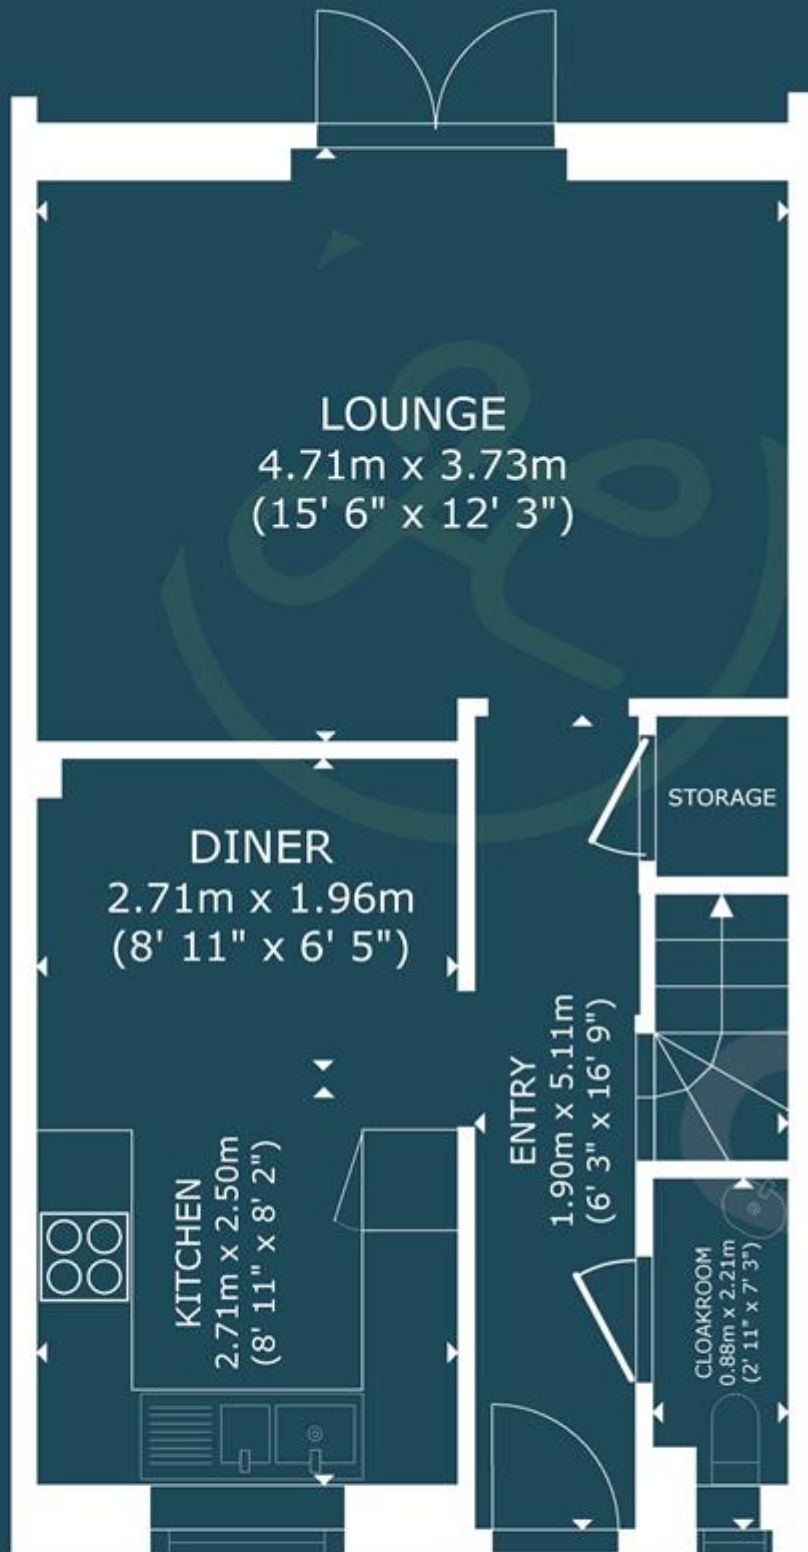 LOUNGE
4.71m x 3.73m
(15' 6" x 12' 3")
STORAGE
DINER
2.71m x 1.96m
(8' 11" x 6' 5")
ENTRY
1.90m x 5.11m
(6' 3" x 16' 9")
KITCHEN
2.71m x 2.50m
(8' 11" x 8' 2")
CLOAKROOM
0.88m x 2.21m
(2' 11" x 7' 3")